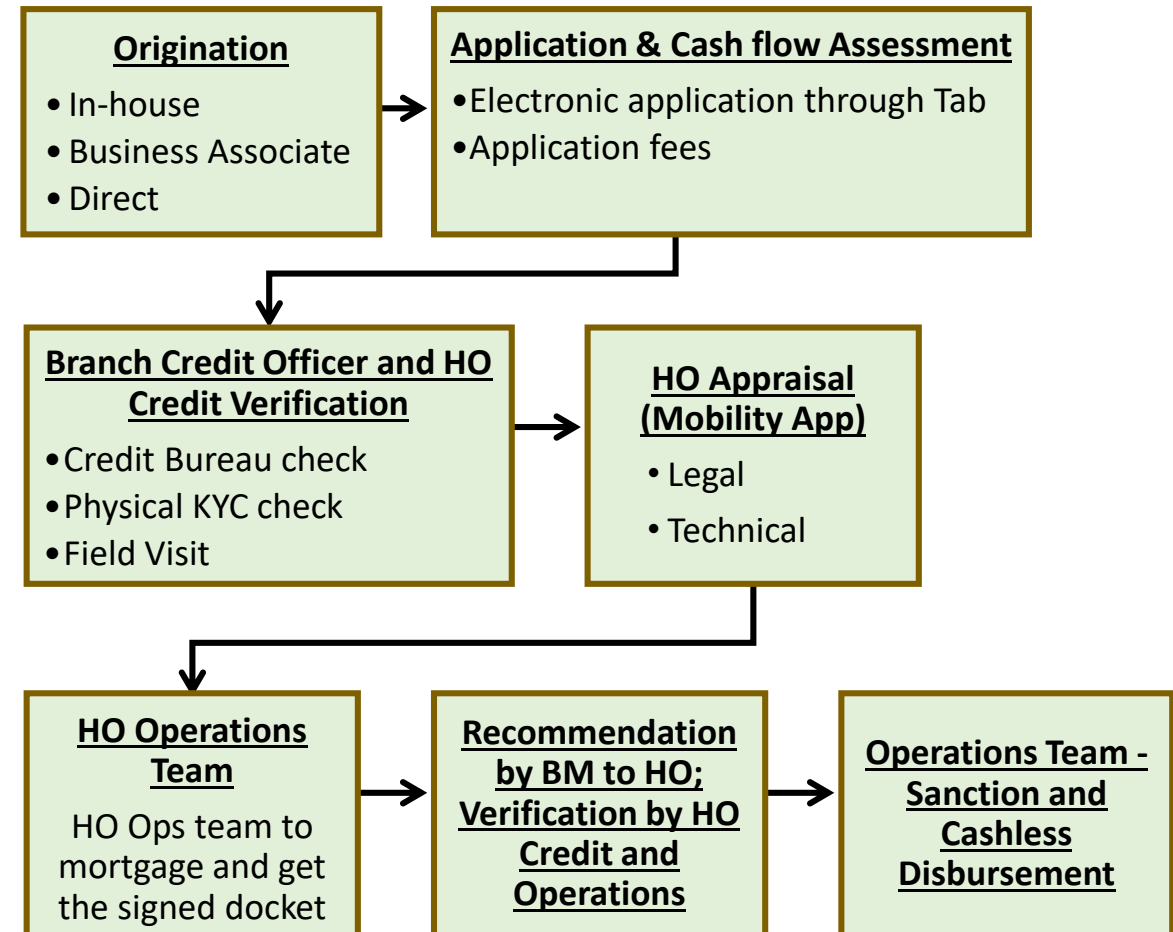 Origination
• In-house
• Business Associate
• Direct
Application & Cash flow Assessment
•Electronic application through Tab
•Application fees
Branch Credit Officer and HO
Credit Verification
•Credit Bureau check
•Physical KYC check
•Field Visit
HO Appraisal
(Mobility App)
• Legal
• Technical
HO Operations
Team
HO Ops team to
mortgage and get
the signed docket
Recommendation
by BM to HO;
Verification by HO
Credit and
Operations
Operations Team -
Sanction and
Cashless
Disbursement